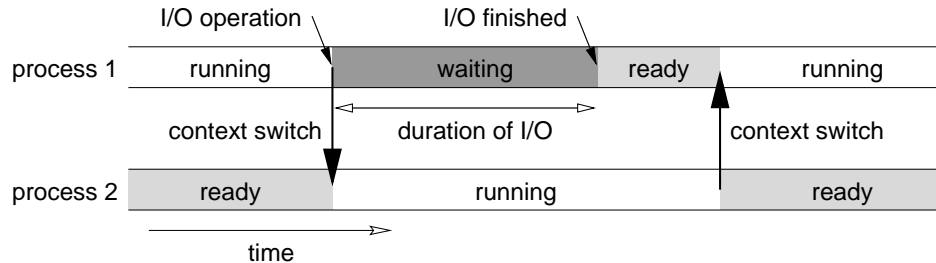 I/O operation I/O finished
process 1 running waiting ready running
context switch duration of I/O context switch
process 2 ready running ready
time